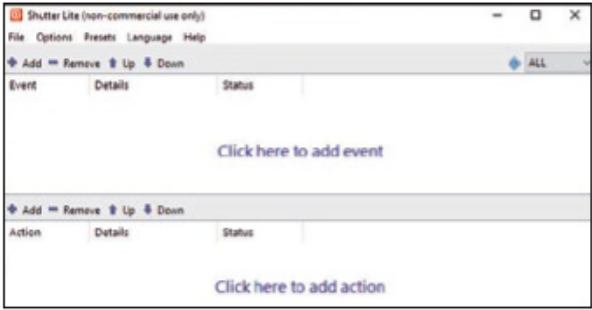 Shutter Lite (non-commercial use only)
File Options Presets Language Help
Add Remove Up Down ALL
Event Details Status
Click here to add event
Add Remove Up Down
Action Details Status
Click here to add action